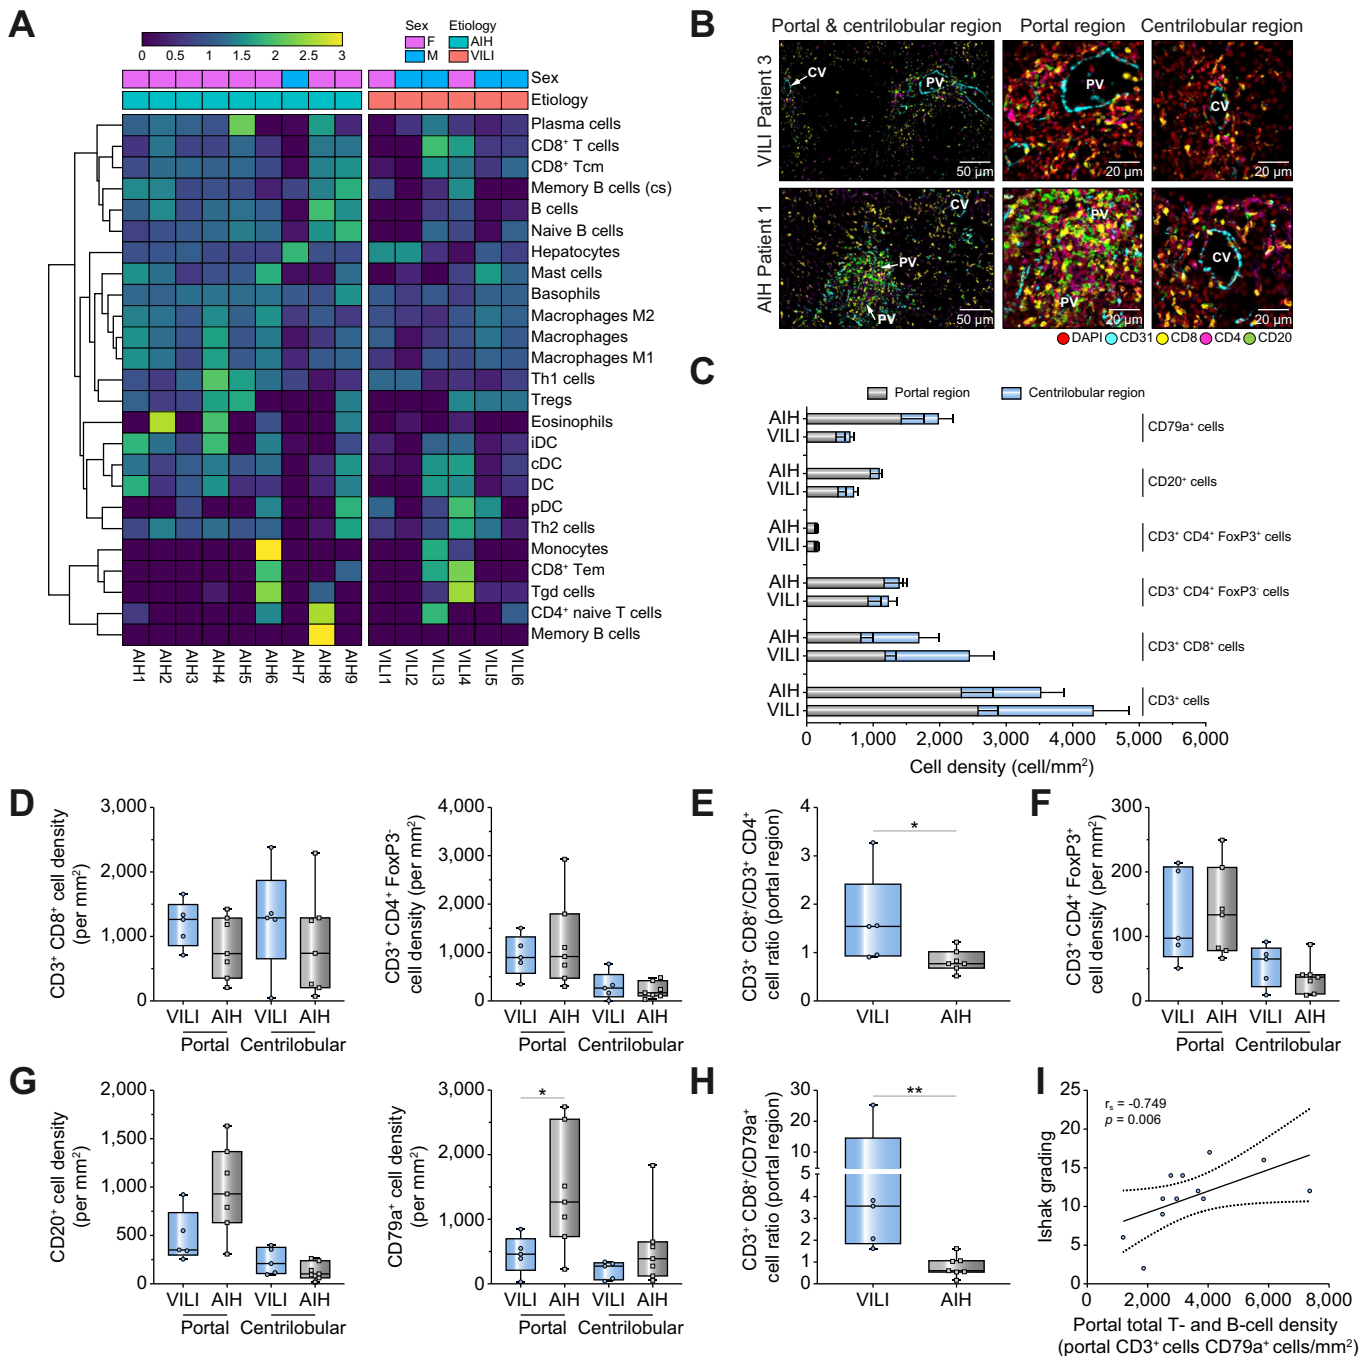 A
Sex
Etiology
F
AIH
M
VILI
0 0.5 1 1.5 2 2.5 3
Sex
Etiology
Plasma cells
CD8⁺ T cells
CD8⁺ Tcm
Memory B cells (cs)
B cells
Naive B cells
Hepatocytes
Mast cells
Basophils
Macrophages M2
Macrophages
Macrophages M1
Th1 cells
Tregs
Eosinophils
iDC
cDC
DC
pDC
Th2 cells
Monocytes
CD8⁺ Tem
Tgd cells
CD4⁺ naive T cells
Memory B cells
AIH1 AIH2 AIH3 AIH4 AIH5 AIH6 AIH7 AIH8 AIH9 VILI1 VILI2 VILI3 VILI4 VILI5 VILI6
B
Portal & centrilobular region Portal region Centrilobular region
VILI Patient 3
CV PV
50 µm
PV
20 µm
CV
20 µm
AIH Patient 1
CV
PV
PV
50 µm
PV
PV
20 µm
CV
20 µm
DAPI CD31 CD8 CD4 CD20
C
Portal region Centrilobular region
AIH
VILI
CD79a⁺ cells
AIH
VILI
CD20⁺ cells
AIH
VILI
CD3⁺ CD4⁺ FoxP3⁺ cells
AIH
VILI
CD3⁺ CD4⁺ FoxP3⁻ cells
AIH
VILI
CD3⁺ CD8⁺ cells
AIH
VILI
CD3⁺ cells
0 1,000 2,000 3,000 4,000 5,000 6,000
Cell density (cell/mm²)
D
CD3⁺ CD8⁺ cell density
(per mm²)
3,000
2,000
1,000
0
VILI AIH VILI AIH
Portal Centrilobular
CD3⁺ CD4⁺ FoxP3⁻
cell density (per mm²)
4,000
3,000
2,000
1,000
0
VILI AIH VILI AIH
Portal Centrilobular
E
CD3⁺ CD8⁺/CD3⁺ CD4⁺
cell ratio (portal region)
4
3
2
1
0
*
VILI AIH
F
CD3⁺ CD4⁺ FoxP3⁺
cell density (per mm²)
300
200
100
0
VILI AIH VILI AIH
Portal Centrilobular
G
CD20⁺ cell density
(per mm²)
2,000
1,500
1,000
500
0
VILI AIH VILI AIH
Portal Centrilobular
CD79a⁺ cell density
(per mm²)
3,000
2,000
1,000
0
*
VILI AIH VILI AIH
Portal Centrilobular
H
CD3⁺ CD8⁺/CD79a⁺
cell ratio (portal region)
30
20
10
5
4
3
2
1
0
**
VILI AIH
I
Ishak grading
25
20
15
10
5
0
rₛ = -0.749
p = 0.006
0 2,000 4,000 6,000 8,000
Portal total T- and B-cell density
(portal CD3⁺ cells CD79a⁺ cells/mm²)